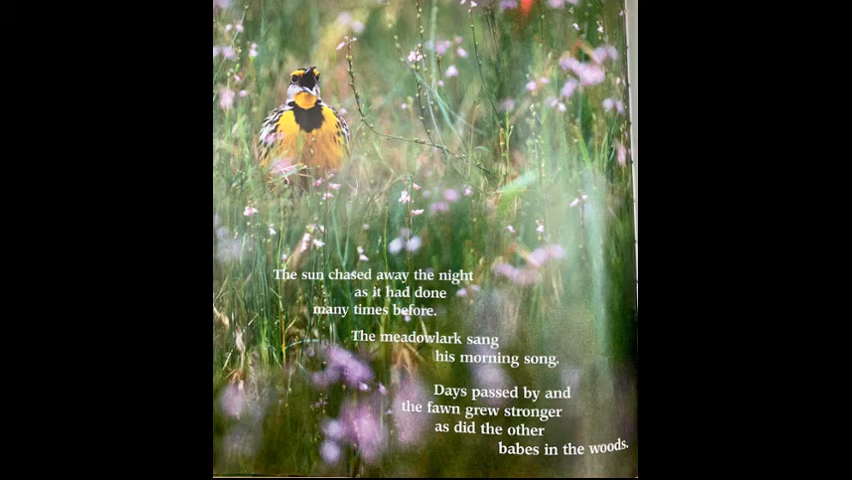 The sun chased away the night
as it had done
many times before.
The meadowlark sang
his morning song.
Days passed by and
the fawn grew stronger
as did the other
babes in the woods.